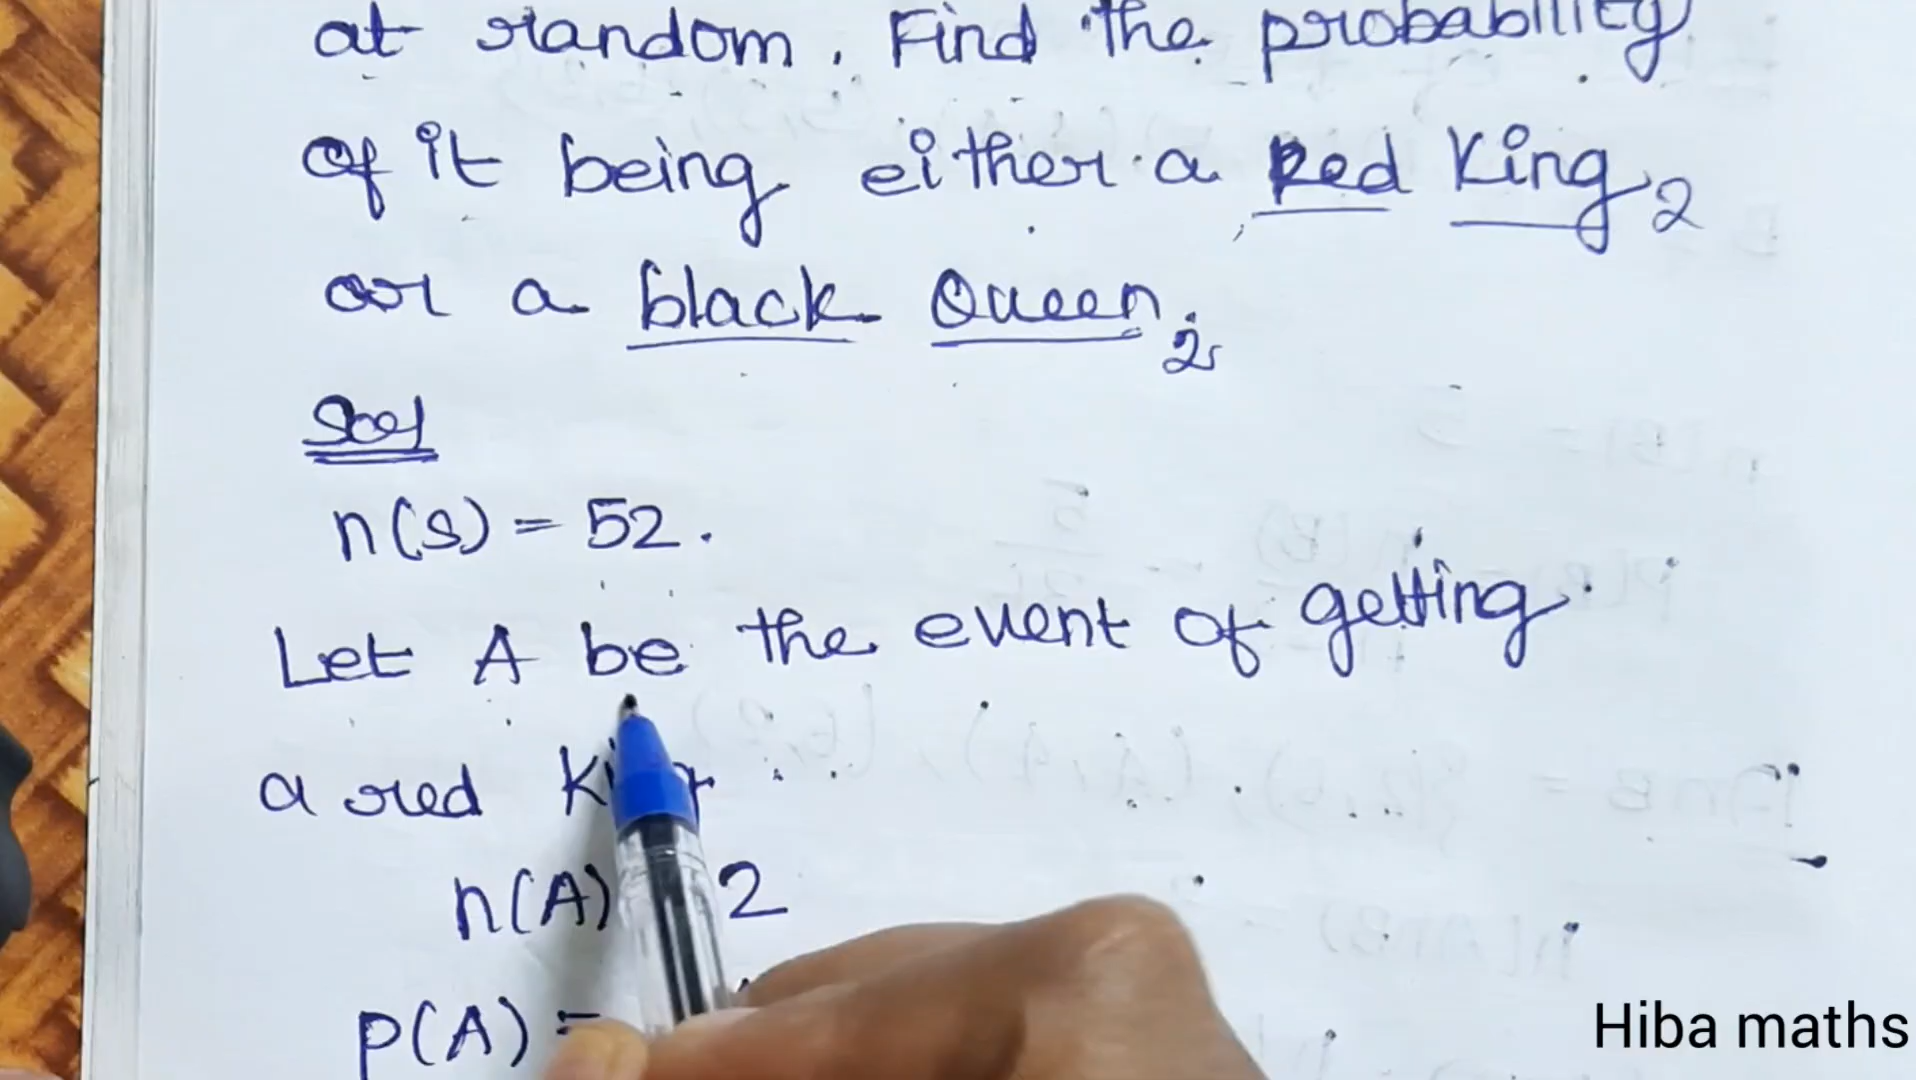 at random. Find the probability
of it being either a Red King 2
or a black Queen. 2
Sol
n(S) = 52.
Let A be the event of getting
a red
n(A) 2
P(A) =
Hiba maths